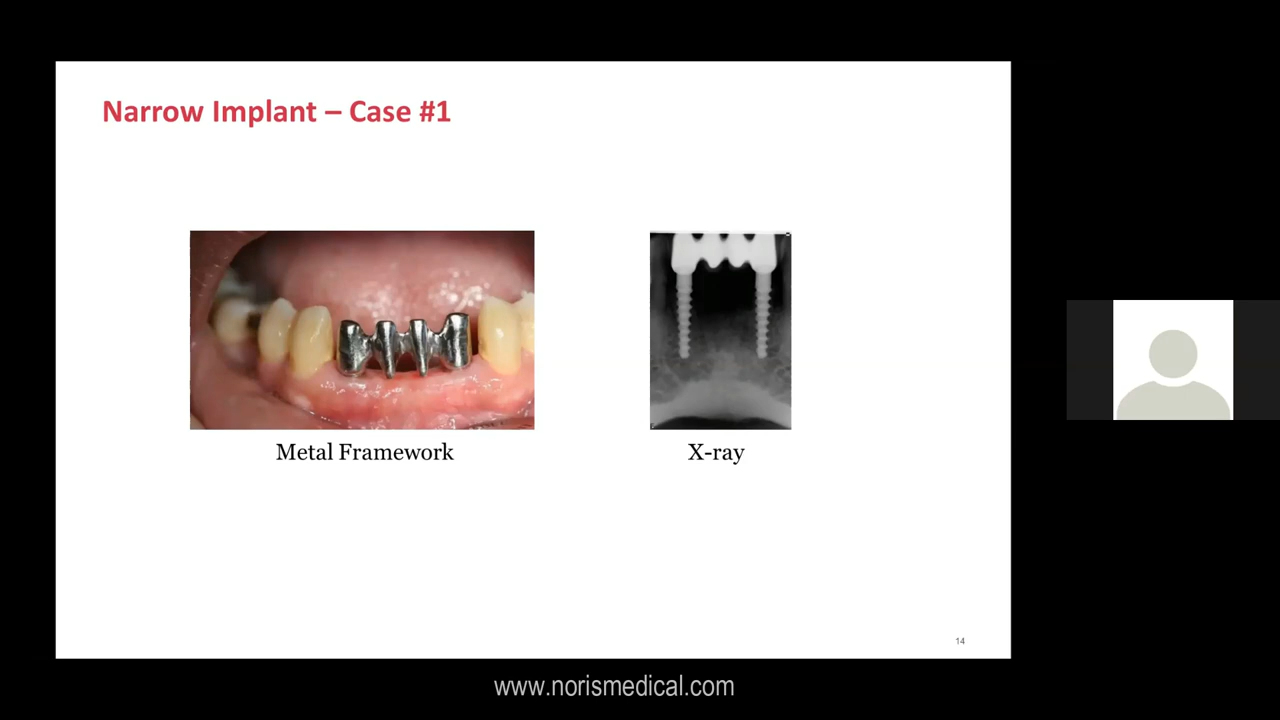 Narrow Implant – Case #1
Metal Framework
X-ray
14
www.norismedical.com